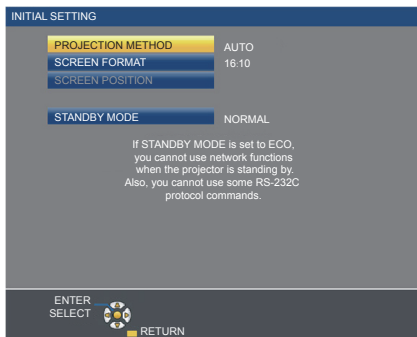 INITIAL SETTING
PROJECTION METHOD AUTO
SCREEN FORMAT 16:10
SCREEN POSITION
STANDBY MODE NORMAL
If STANDBY MODE is set to ECO,
you cannot use network functions
when the projector is standing by.
Also, you cannot use some RS-232C
protocol commands.
ENTER
SELECT
RETURN